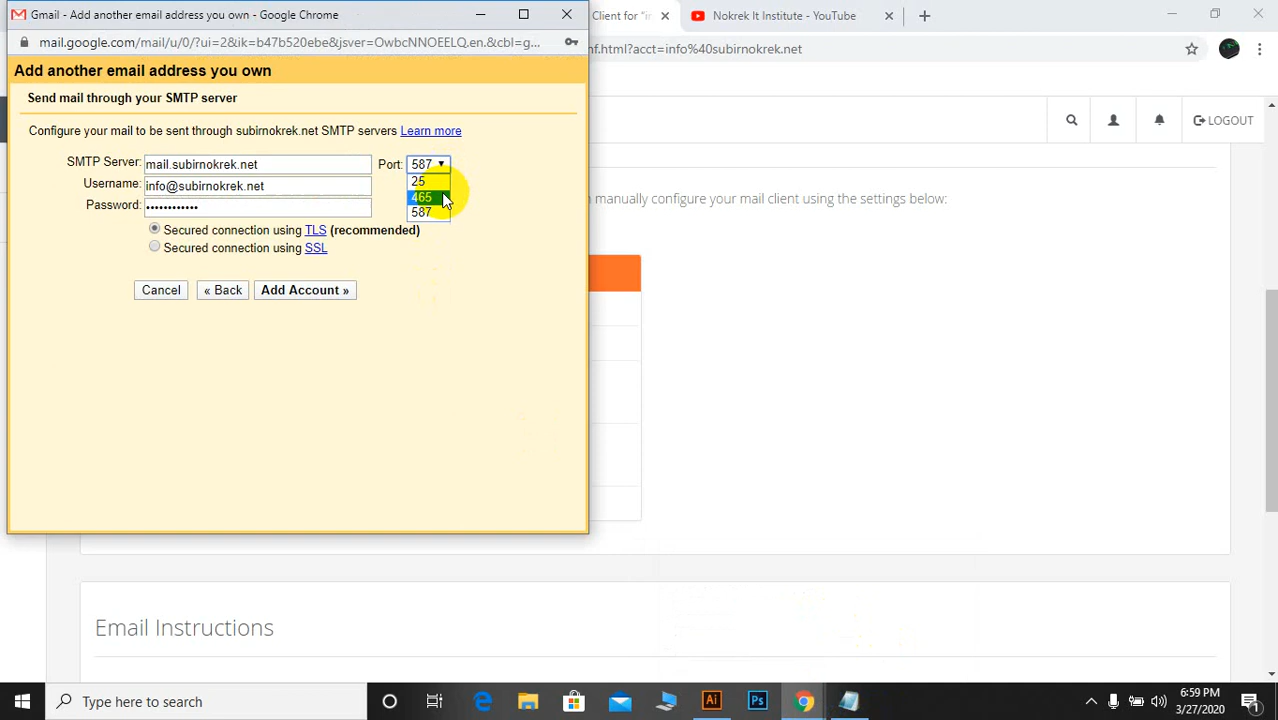 Gmail - Add another email address you own - Google Chrome
Client for "i
Nokrek It Institute - YouTube
mail.google.com/mail/u/0/?ui=2&ik=b47b520ebe&jsver=OwbcNNOEELQ.en.&cbl=g...
nf.html?acct=info%40subirnokrek.net
Add another email address you own
Send mail through your SMTP server
LOGOUT
Configure your mail to be sent through subirnokrek.net SMTP servers Learn more
SMTP Server: mail.subirnokrek.net Port: 587
25
Username: info@subirnokrek.net
465
manually configure your mail client using the settings below:
Password: ••••••••••••
587
Secured connection using TLS (recommended)
Secured connection using SSL
Cancel
« Back
Add Account »
Email Instructions
Type here to search
Ai
Ps
6:59 PM
3/27/2020
1